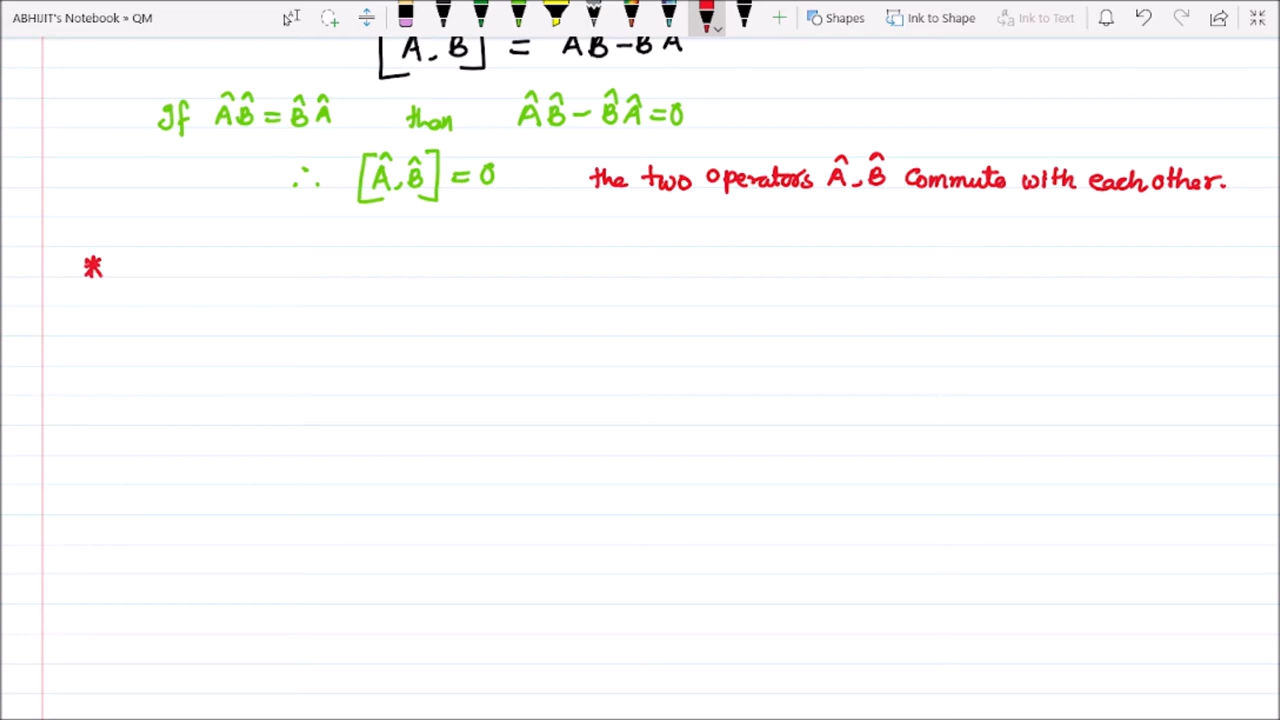 ABHIJIT's Notebook » QM
Shapes
Ink to Shape
Ink to Text
[A, B] = AB-BA
If ÂB̂ = B̂Â than ÂB̂ - B̂Â = 0
∴ [Â, B̂] = 0 the two operators Â, B̂ Commute with each other.
*